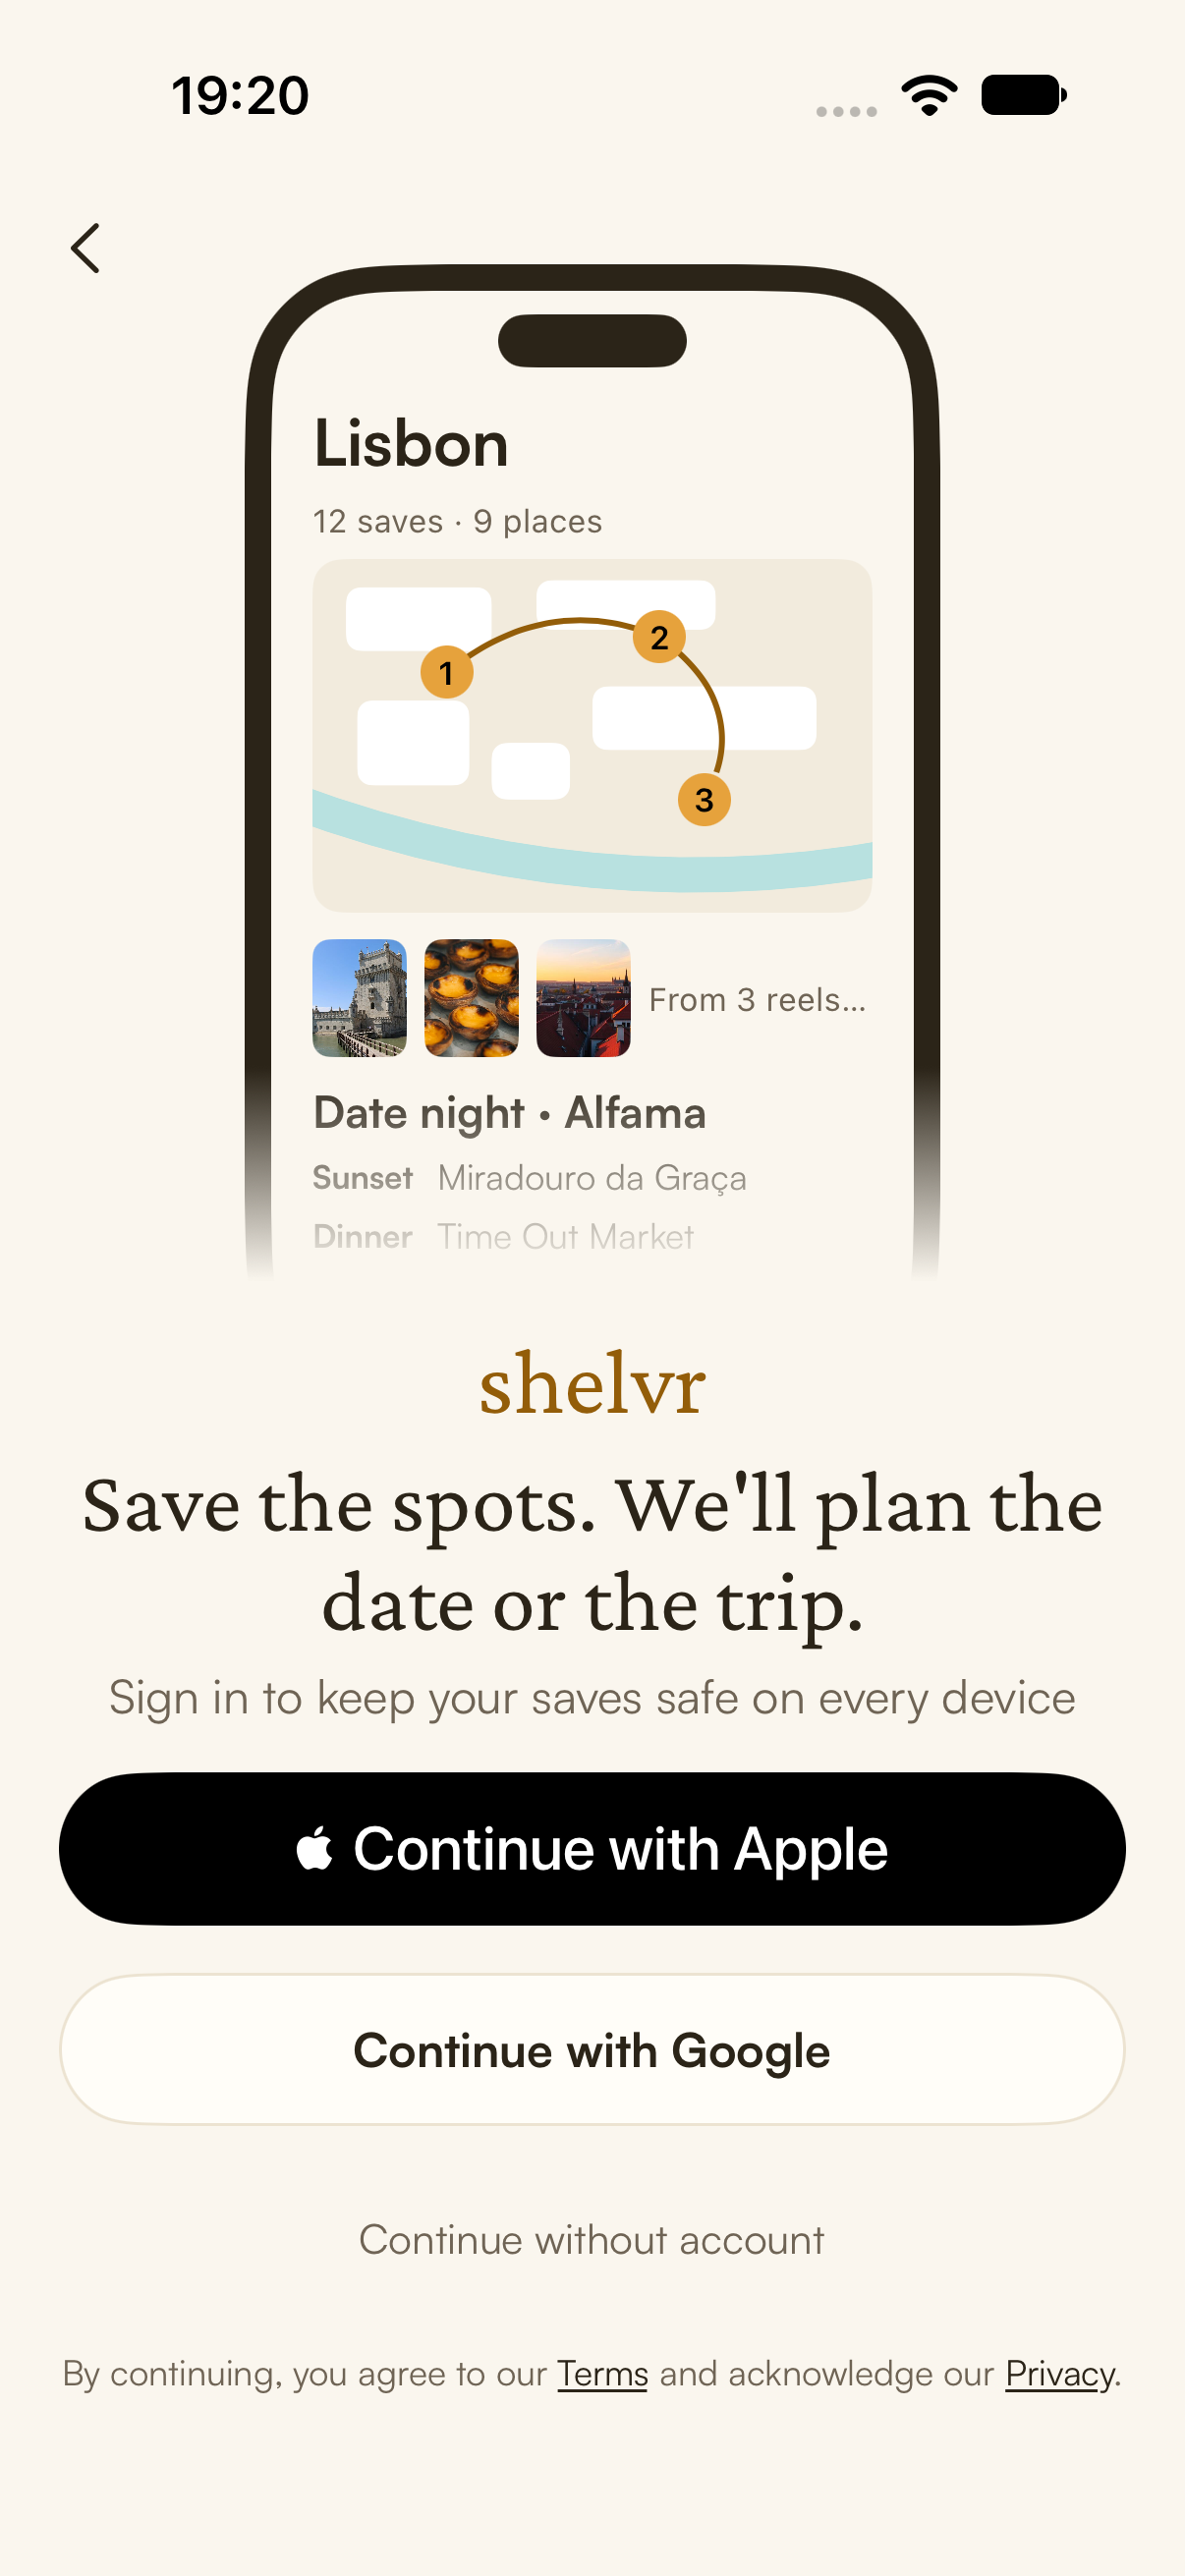 19:20
Lisbon
12 saves · 9 places
1
2
3
From 3 reels...
Date night · Alfama
Sunset Miradouro da Graça
Dinner Time Out Market
shelvr
Save the spots. We'll plan the
date or the trip.
Sign in to keep your saves safe on every device
Continue with Apple
Continue with Google
Continue without account
By continuing, you agree to our Terms and acknowledge our Privacy.